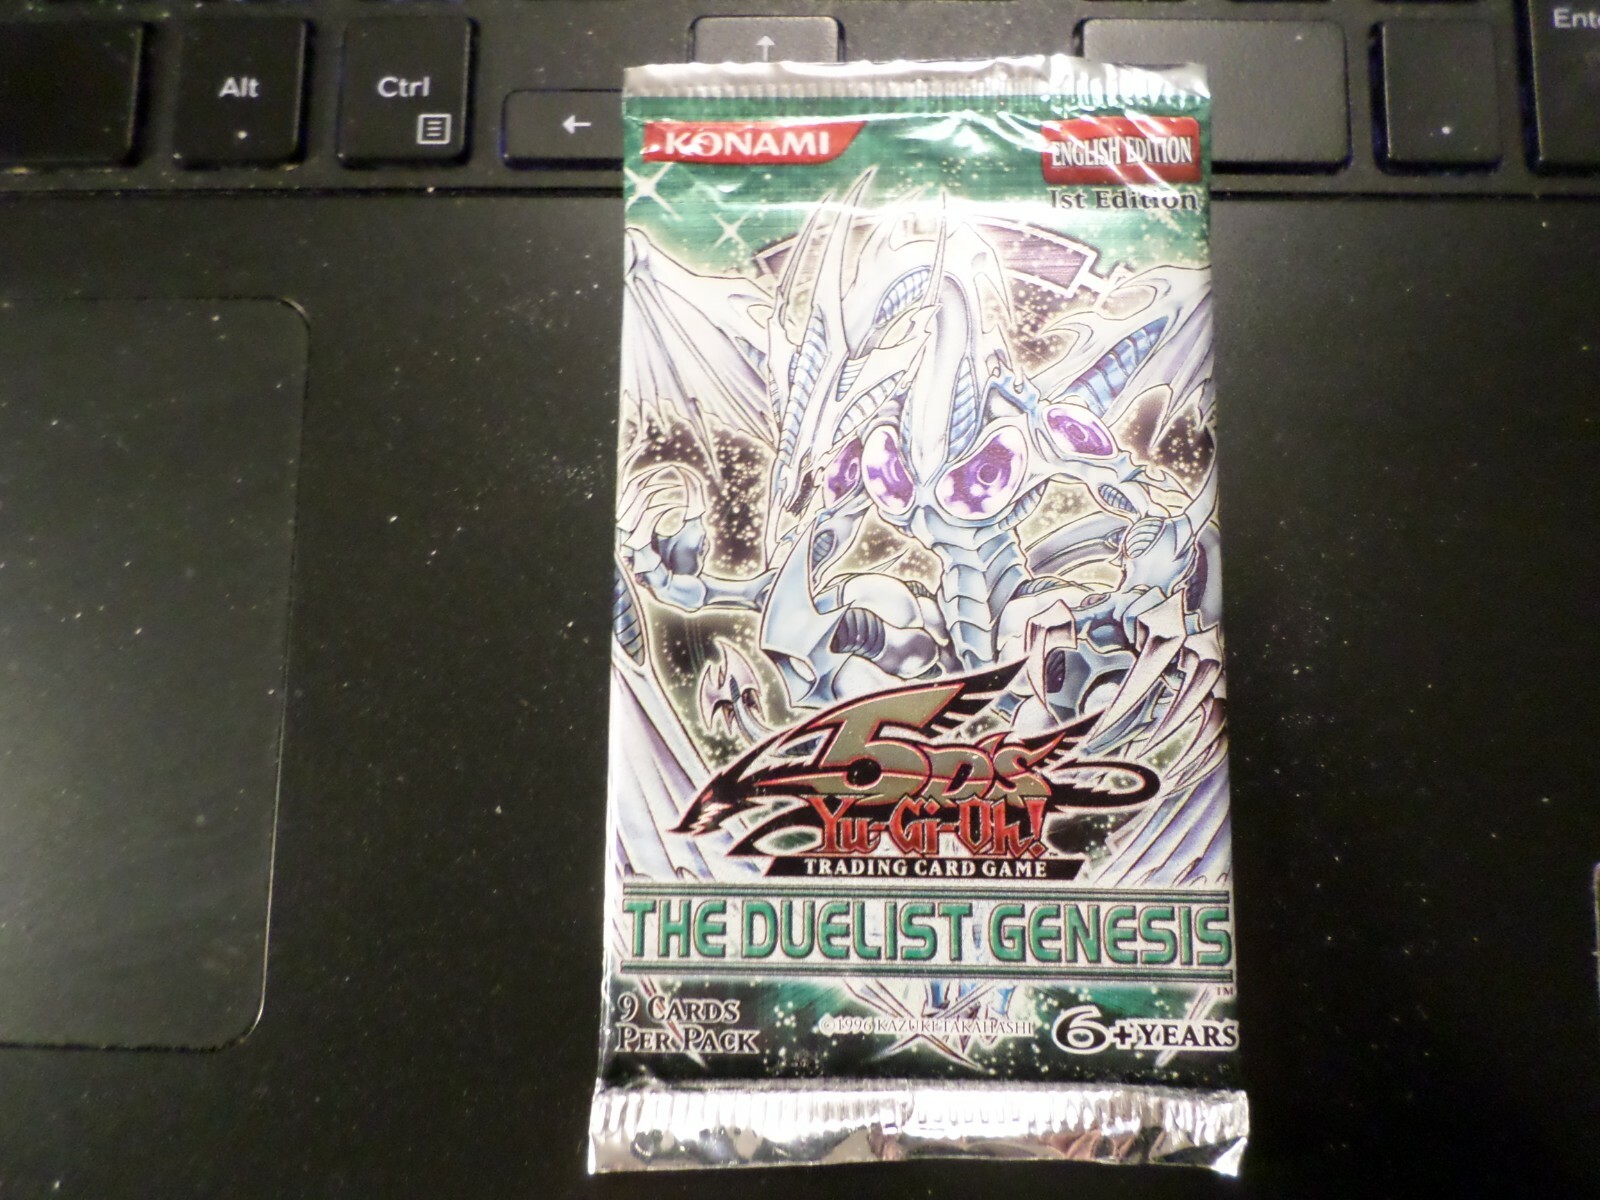 Ente
Alt
Ctrl
↑
←
KONAMI
ENGLISH EDITION
1st Edition
5D's
Yu-Gi-Oh!
TRADING CARD GAME
THE DUELIST GENESIS
TM
9 CARDS
PER PACK
© 1996 KAZUKI TAKAHASHI
6+YEARS